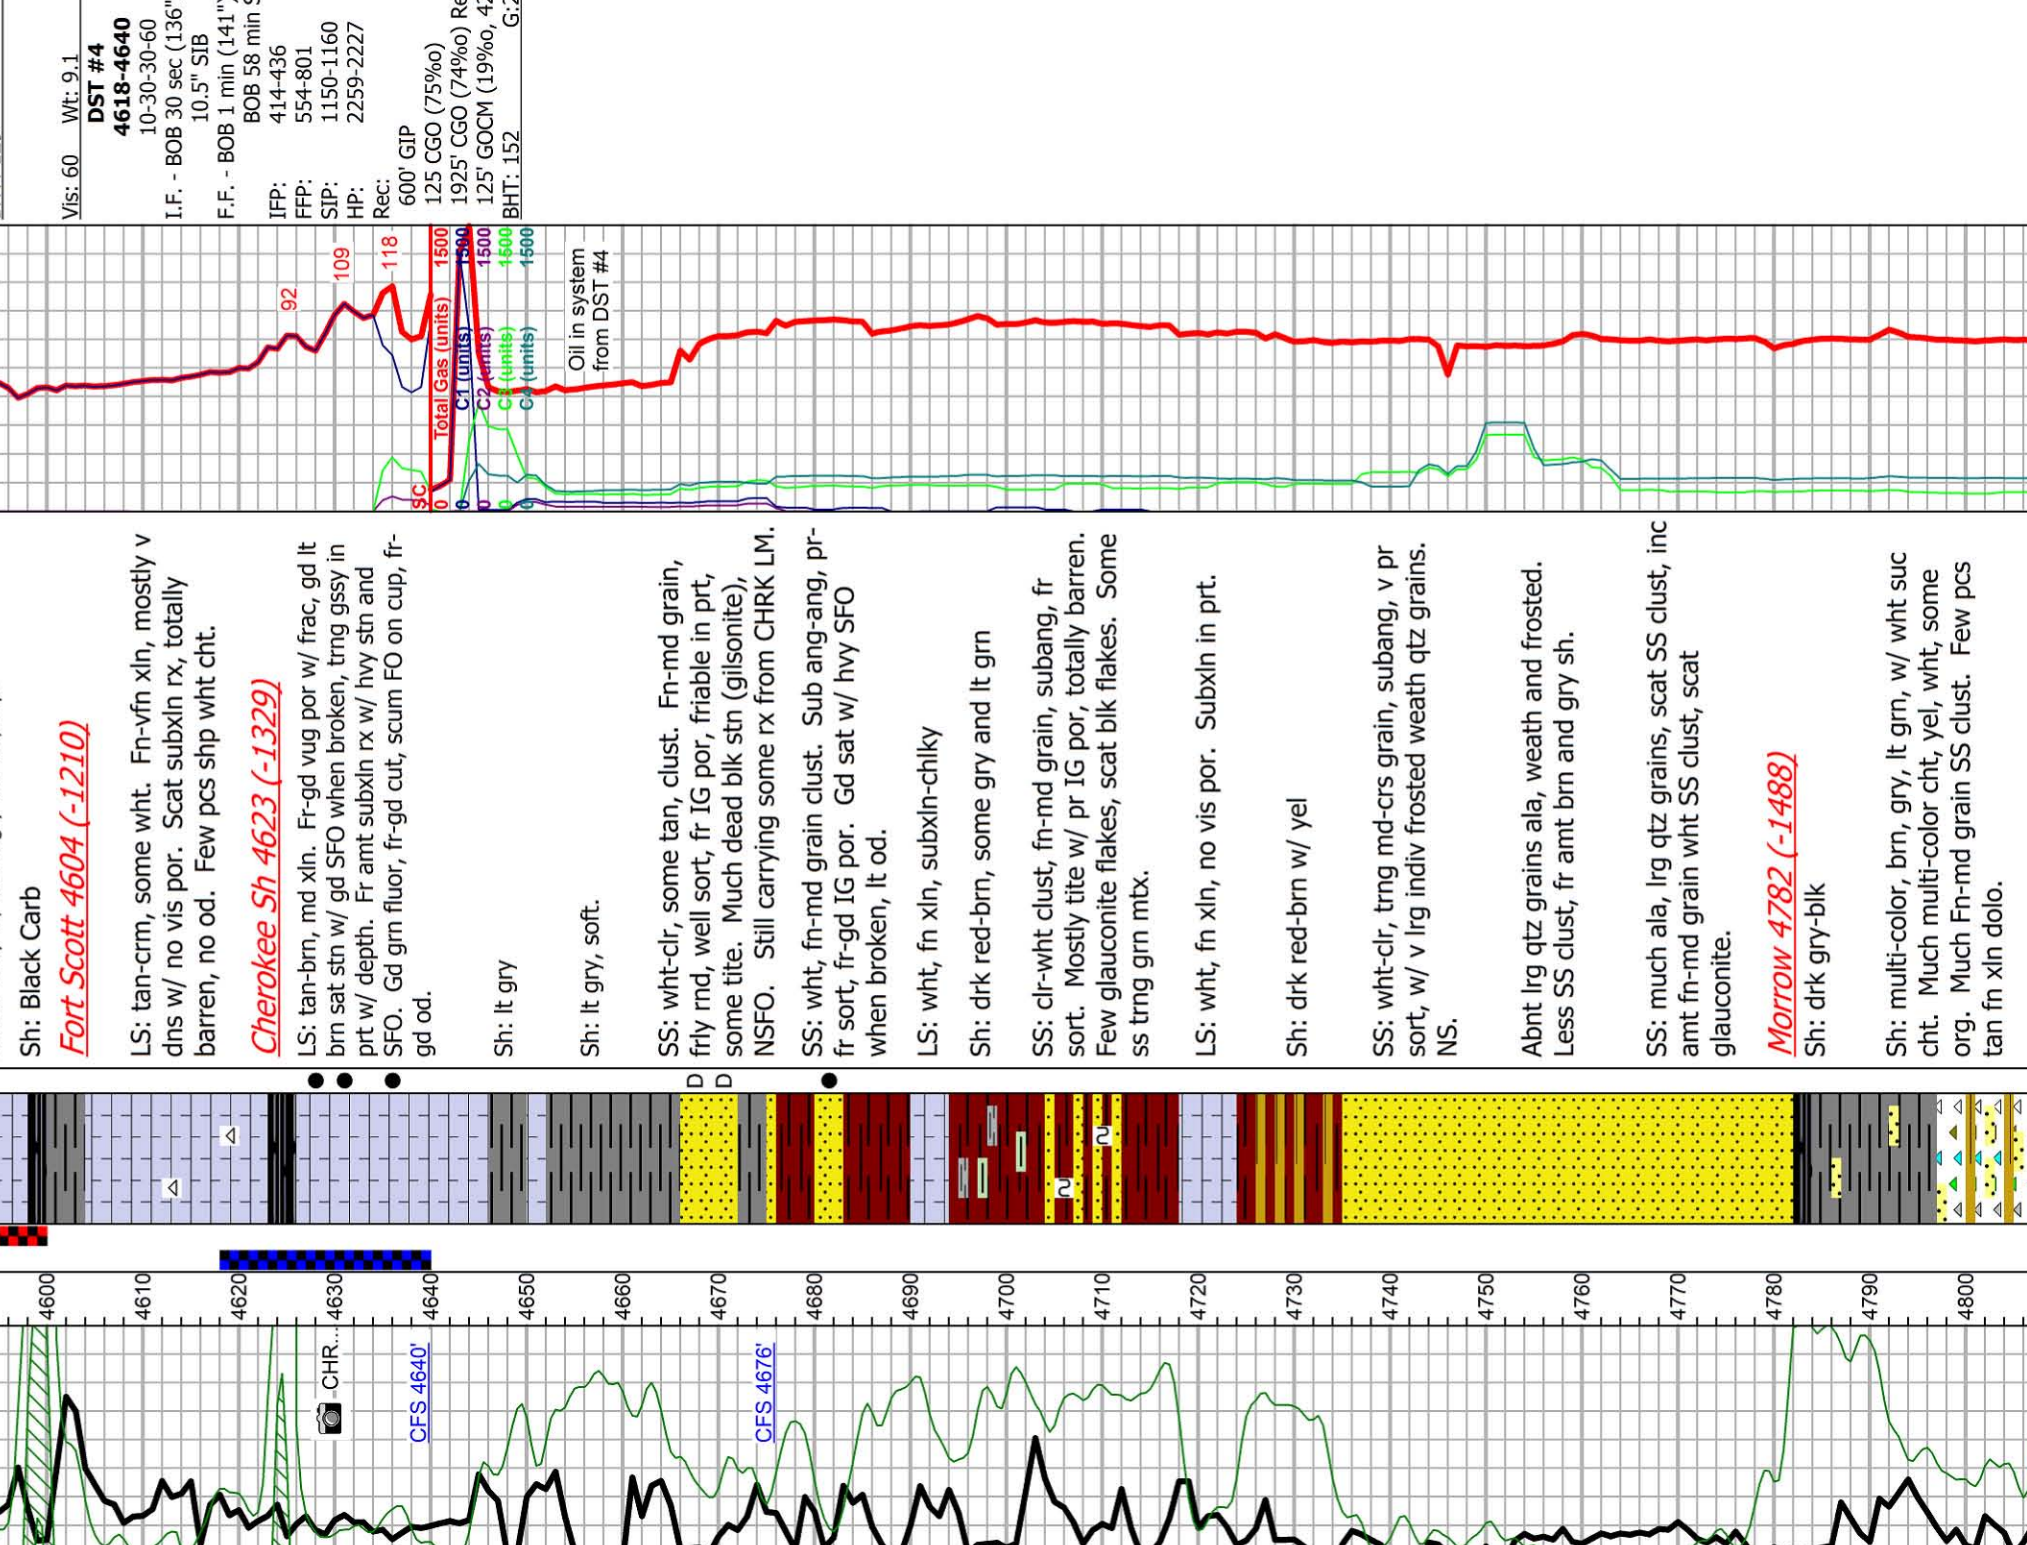 Vis: 60 Wt: 9.1
DST #4
4618-4640
10-30-30-60
I.F. - BOB 30 sec (136"
10.5" SIB
F.F. - BOB 1 min (141"
BOB 58 min
IFP: 414-436
FFP: 554-801
SIP: 1150-1160
HP: 2259-2227
Rec:
600' GIP
125 CGO (75%o)
1925' CGO (74%o) Re
125' GOCM (19%o, 42
BHT: 152 G:2
92
109
118
SC
0 Total Gas (units) 1500
0 C1 (units) 1500
0 C2 (units) 1500
0 C3 (units) 1500
0 C4 (units) 1500
Oil in system
from DST #4
Sh: Black Carb
Fort Scott 4604 (-1210)
LS: tan-crm, some wht. Fn-vfn xln, mostly v
dns w/ no vis por. Scat subxln rx, totally
barren, no od. Few pcs shp wht cht.
Cherokee Sh 4623 (-1329)
LS: tan-brn, md xln. Fr-gd vug por w/ frac, gd lt
brn sat stn w/ gd SFO when broken, trng gssy in
prt w/ depth. Fr amt subxln rx w/ hvy stn and
SFO. Gd grn fluor, fr-gd cut, scum FO on cup, fr-
gd od.
Sh: lt gry
Sh: lt gry, soft.
SS: wht-clr, some tan, clust. Fn-md grain,
frly rnd, well sort, fr IG por, friable in prt,
some tite. Much dead blk stn (gilsonite),
NSFO. Still carrying some rx from CHRK LM.
SS: wht, fn-md grain clust. Sub ang-ang, pr-
fr sort, fr-gd IG por. Gd sat w/ hvy SFO
when broken, lt od.
LS: wht, fn xln, subxln-chlky
Sh: drk red-brn, some gry and lt grn
SS: clr-wht clust, fn-md grain, subang, fr
sort. Mostly tite w/ pr IG por, totally barren.
Few glauconite flakes, scat blk flakes. Some
ss trng grn mtx.
LS: wht, fn xln, no vis por. Subxln in prt.
Sh: drk red-brn w/ yel
SS: wht-clr, trng md-crs grain, subang, v pr
sort, w/ v lrg indiv frosted weath qtz grains.
NS.
Abnt lrg qtz grains ala, weath and frosted.
Less SS clust, fr amt brn and gry sh.
SS: much ala, lrg qtz grains, scat SS clust, inc
amt fn-md grain wht SS clust, scat
glauconite.
Morrow 4782 (-1488)
Sh: drk gry-blk
Sh: multi-color, brn, gry, lt grn, w/ wht suc
cht. Much multi-color cht, yel, wht, some
org. Much Fn-md grain SS clust. Few pcs
tan fn xln dolo.
D
D
4600
4610
4620
4630
4640
4650
4660
4670
4680
4690
4700
4710
4720
4730
4740
4750
4760
4770
4780
4790
4800
CHR...
CFS 4640'
CFS 4676'